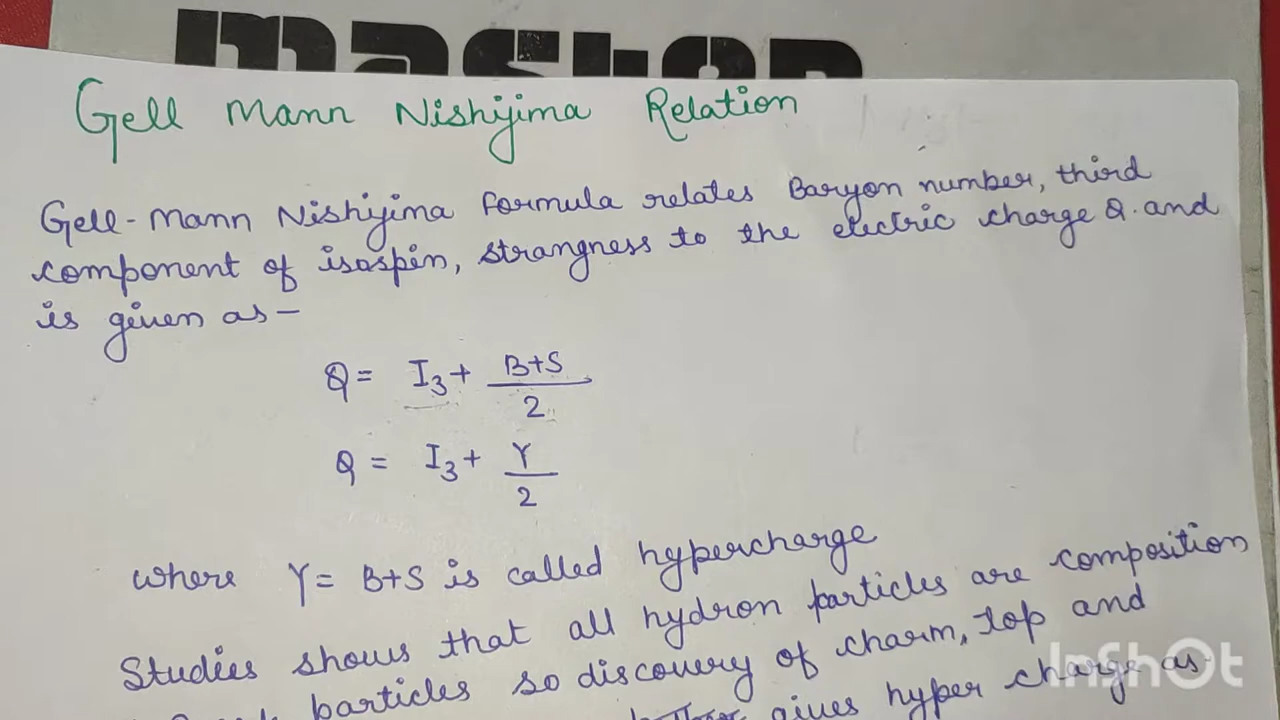 Gell Mann Nishijima Relation
Gell-Mann Nishijima formula relates Baryon number, third
component of isospin, strangness to the electric charge Q. and
is given as -
Q = I₃ + (B+S)/2
Q = I₃ + Y/2
where Y = B+S is called hypercharge
Studies shows that all hydron particles are composition
particles so discovery of charm, top and
gives hyper charge as
InShOt